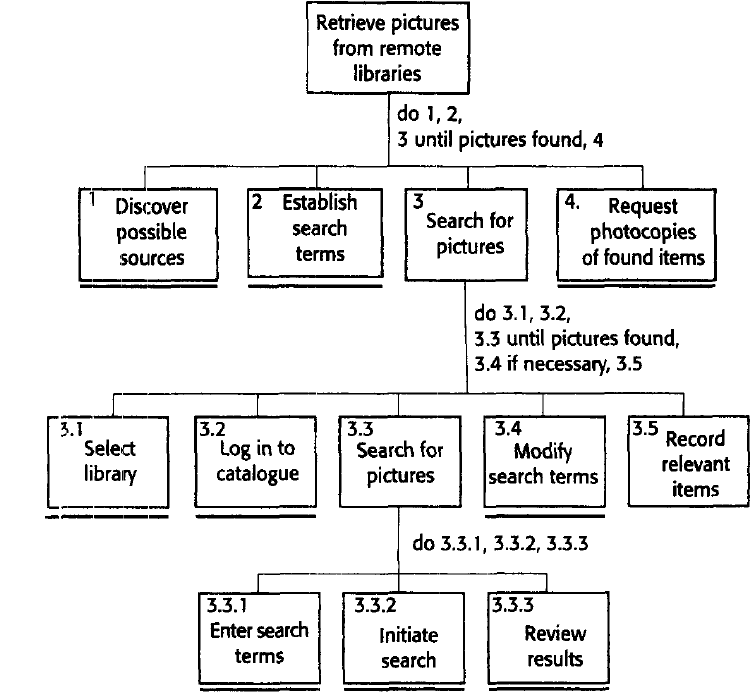 Retrieve pictures
from remote
libraries
do 1, 2,
3 until pictures found, 4
1 Discover
possible
sources
2 Establish
search
terms
3
Search for
pictures
4. Request
photocopies
of found items
do 3.1, 3.2,
3.3 until pictures found,
3.4 if necessary, 3.5
3.1
Select
library
3.2
Log in to
catalogue
3.3
Search for
pictures
3.4
Modify
search terms
3.5 Record
relevant
items
do 3.3.1, 3.3.2, 3.3.3
3.3.1
Enter search
terms
3.3.2
Initiate
search
3.3.3
Review
results